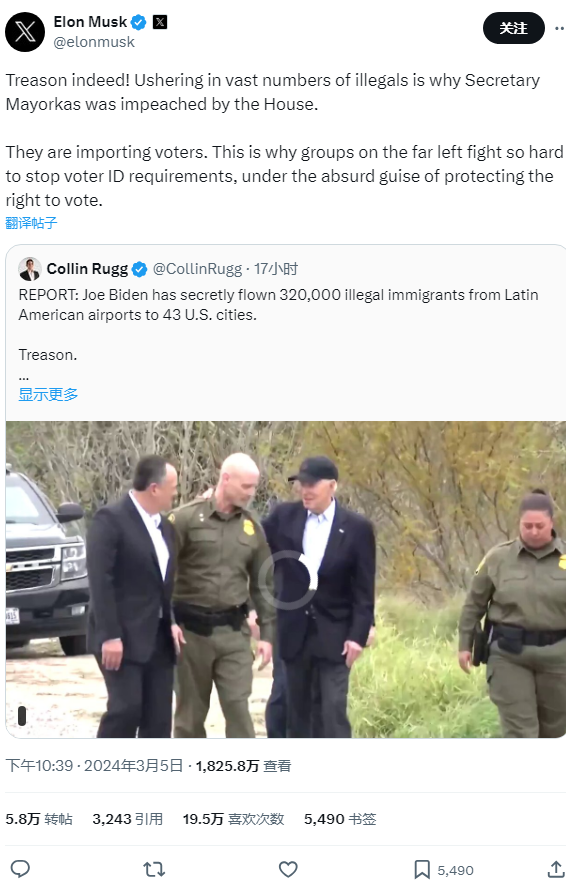 Elon Musk
@elonmusk
关注
Treason indeed! Ushering in vast numbers of illegals is why Secretary
Mayorkas was impeached by the House.
They are importing voters. This is why groups on the far left fight so hard
to stop voter ID requirements, under the absurd guise of protecting the
right to vote.
翻译帖子
Collin Rugg @CollinRugg · 17小时
REPORT: Joe Biden has secretly flown 320,000 illegal immigrants from Latin
American airports to 43 U.S. cities.
Treason.
...
显示更多
下午10:39 · 2024年3月5日 · 1,825.8万 查看
5.8万 转帖 3,243 引用 19.5万 喜欢次数 5,490 书签
5,490